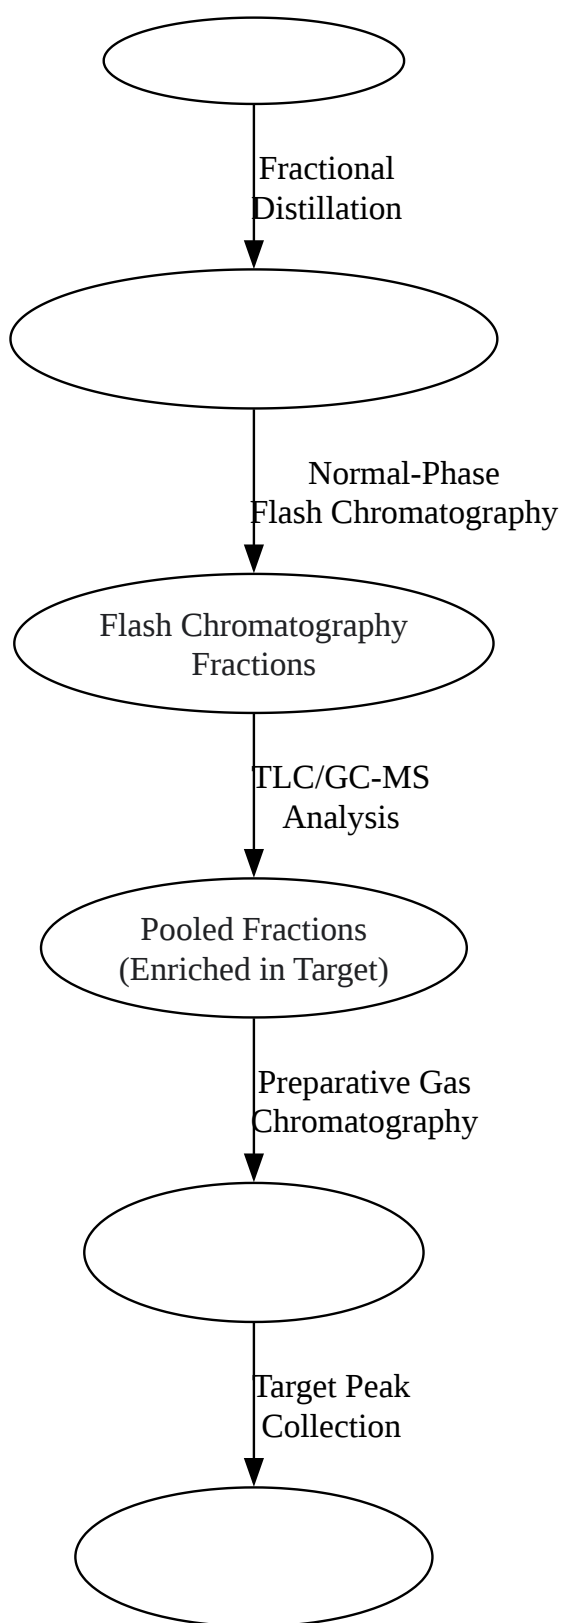 Fractional
Distillation
Normal-Phase
Flash Chromatography
Flash Chromatography
Fractions
TLC/GC-MS
Analysis
Pooled Fractions
(Enriched in Target)
Preparative Gas
Chromatography
Target Peak
Collection